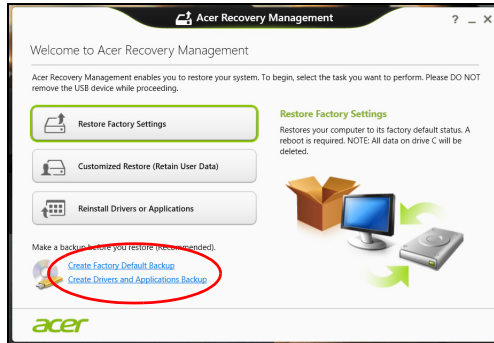 Acer Recovery Management
Welcome to Acer Recovery Management
Acer Recovery Management enables you to restore your system. To begin, select the task you want to perform. Please DO NOT
remove the USB device while proceeding.
Restore Factory Settings
Customized Restore (Retain User Data)
Reinstall Drivers or Applications
Restore Factory Settings
Restores your computer to its factory default status. A
reboot is required. NOTE: All data on drive C will be
deleted.
Make a backup before you restore (Recommended).
Create Factory Default Backup
Create Drivers and Applications Backup
acer